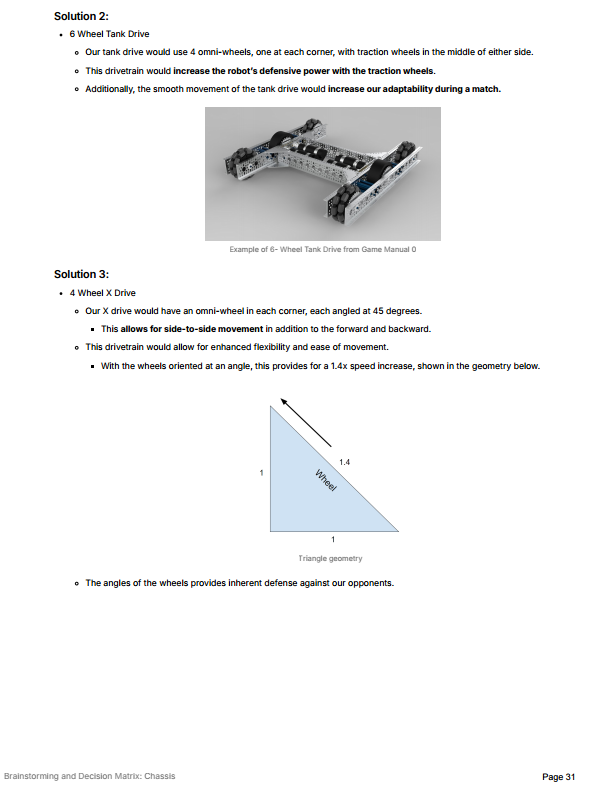 Solution 2:
6 Wheel Tank Drive
Our tank drive would use 4 omni-wheels, one at each corner, with traction wheels in the middle of either side.
This drivetrain would increase the robot's defensive power with the traction wheels.
Additionally, the smooth movement of the tank drive would increase our adaptability during a match.
Example of 6- Wheel Tank Drive from Game Manual 0
Solution 3:
4 Wheel X Drive
Our X drive would have an omni-wheel in each corner, each angled at 45 degrees.
This allows for side-to-side movement in addition to the forward and backward.
This drivetrain would allow for enhanced flexibility and ease of movement.
With the wheels oriented at an angle, this provides for a 1.4x speed increase, shown in the geometry below.
1.4
1
Wheel
1
Triangle geometry
The angles of the wheels provides inherent defense against our opponents.
Brainstorming and Decision Matrix: Chassis
Page 31